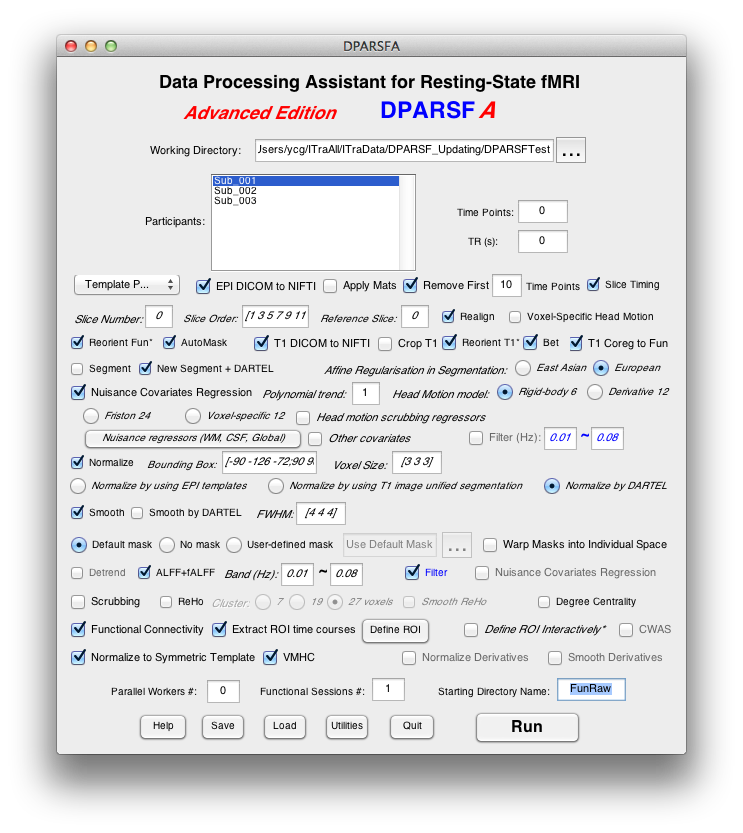 DPARSFA
Data Processing Assistant for Resting-State fMRI
Advanced Edition DPARSF A
Working Directory: Jsers/ycg/ITraAll/ITraData/DPARSF_Updating/DPARSFTest ...
Participants: Sub_001
Sub_002
Sub_003
Time Points: 0
TR (s): 0
Template P... EPI DICOM to NIFTI Apply Mats Remove First 10 Time Points Slice Timing
Slice Number: 0 Slice Order: [1 3 5 7 9 11 Reference Slice: 0 Realign Voxel-Specific Head Motion
Reorient Fun* AutoMask T1 DICOM to NIFTI Crop T1 Reorient T1* Bet T1 Coreg to Fun
Segment New Segment + DARTEL Affine Regularisation in Segmentation: East Asian European
Nuisance Covariates Regression Polynomial trend: 1 Head Motion model: Rigid-body 6 Derivative 12
Friston 24 Voxel-specific 12 Head motion scrubbing regressors
Nuisance regressors (WM, CSF, Global) Other covariates Filter (Hz): 0.01 ~ 0.08
Normalize Bounding Box: [-90 -126 -72;90 9. Voxel Size: [3 3 3]
Normalize by using EPI templates Normalize by using T1 image unified segmentation Normalize by DARTEL
Smooth Smooth by DARTEL FWHM: [4 4 4]
Default mask No mask User-defined mask Use Default Mask ... Warp Masks into Individual Space
Detrend ALFF+fALFF Band (Hz): 0.01 ~ 0.08 Filter Nuisance Covariates Regression
Scrubbing ReHo Cluster: 7 19 27 voxels Smooth ReHo Degree Centrality
Functional Connectivity Extract ROI time courses Define ROI Define ROI Interactively* CWAS
Normalize to Symmetric Template VMHC Normalize Derivatives Smooth Derivatives
Parallel Workers #: 0 Functional Sessions #: 1 Starting Directory Name: FunRaw
Help Save Load Utilities Quit Run